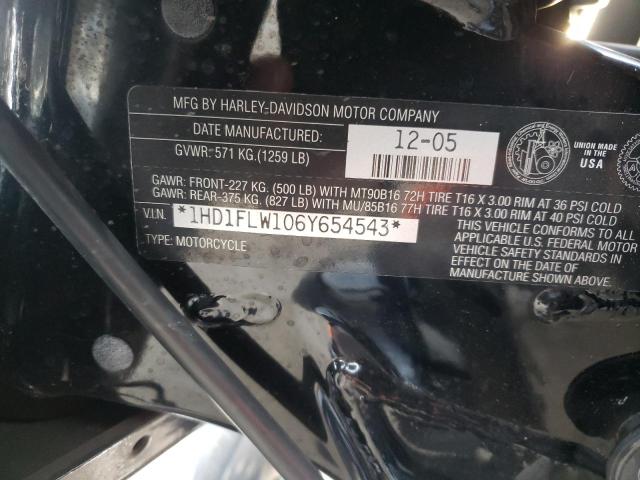 MFG BY HARLEY-DAVIDSON MOTOR COMPANY
DATE MANUFACTURED:
12-05
GVWR: 571 KG. (1259 LB)
UNION MADE IN THE
USA
GAWR: FRONT-227 KG. (500 LB) WITH MT90B16 72H TIRE T16 X 3.00 RIM AT 36 PSI COLD
GAWR: REAR-375 KG. (827 LB) WITH MU/85B16 77H TIRE T16 X 3.00 RIM AT 40 PSI COLD
V.I.N. *1HD1FLW106Y654543*
TYPE: MOTORCYCLE
THIS VEHICLE CONFORMS TO ALL
APPLICABLE U.S. FEDERAL MOTOR
VEHICLE SAFETY STANDARDS IN
EFFECT ON THE DATE OF
MANUFACTURE SHOWN ABOVE.